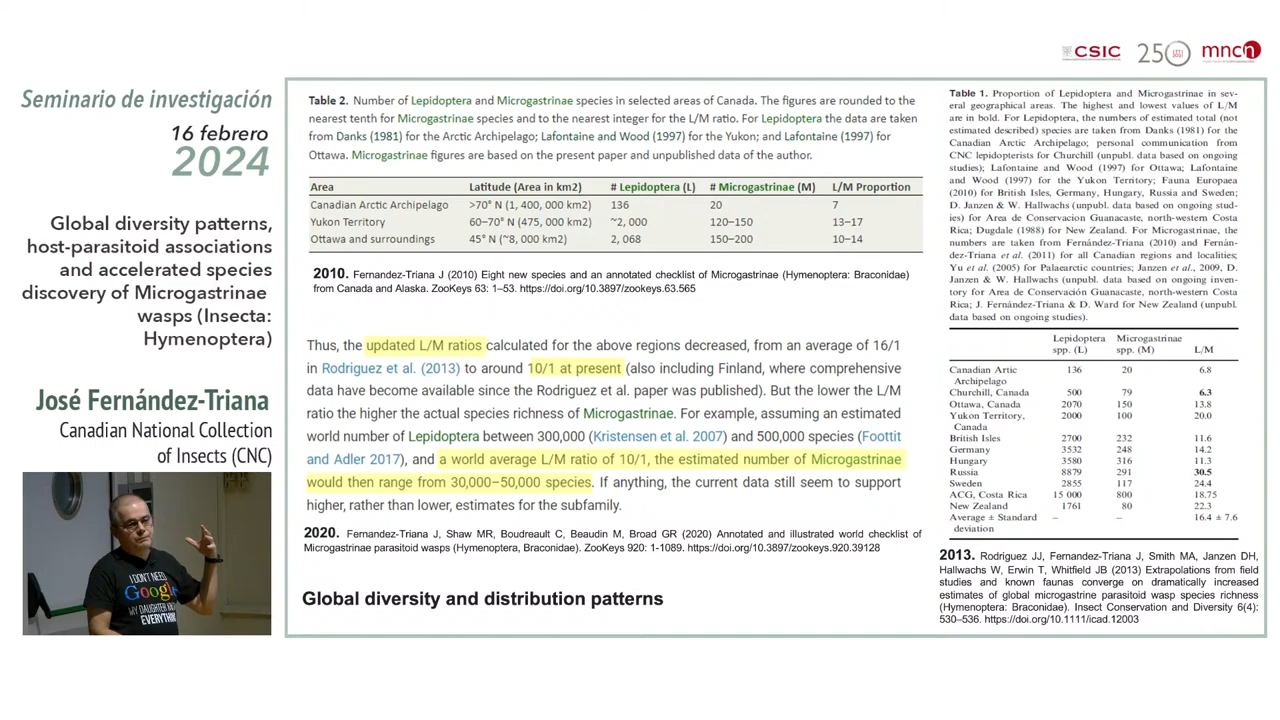 CSIC
250
mncn
Seminario de investigación
16 febrero
2024
Global diversity patterns,
host-parasitoid associations
and accelerated species
discovery of Microgastrinae
wasps (Insecta:
Hymenoptera)
José Fernández-Triana
Canadian National Collection
of Insects (CNC)
I DON'T NEED
Google
MY DAUGHTER
EVERYTHIN
Table 2. Number of Lepidoptera and Microgastrinae species in selected areas of Canada. The figures are rounded to the
nearest tenth for Microgastrinae species and to the nearest integer for the L/M ratio. For Lepidoptera the data are taken
from Danks (1981) for the Arctic Archipelago; Lafontaine and Wood (1997) for the Yukon; and Lafontaine (1997) for
Ottawa. Microgastrinae figures are based on the present paper and unpublished data of the author.
Area Latitude (Area in km2) # Lepidoptera (L) # Microgastrinae (M) L/M Proportion
Canadian Arctic Archipelago >70° N (1, 400, 000 km2) 136 20 7
Yukon Territory 60–70° N (475, 000 km2) ~2, 000 120–150 13–17
Ottawa and surroundings 45° N (~8, 000 km2) 2, 068 150–200 10–14
2010. Fernandez-Triana J (2010) Eight new species and an annotated checklist of Microgastrinae (Hymenoptera: Braconidae)
from Canada and Alaska. ZooKeys 63: 1–53. https://doi.org/10.3897/zookeys.63.565
Thus, the updated L/M ratios calculated for the above regions decreased, from an average of 16/1
in Rodriguez et al. (2013) to around 10/1 at present (also including Finland, where comprehensive
data have become available since the Rodriguez et al. paper was published). But the lower the L/M
ratio the higher the actual species richness of Microgastrinae. For example, assuming an estimated
world number of Lepidoptera between 300,000 (Kristensen et al. 2007) and 500,000 species (Foottit
and Adler 2017), and a world average L/M ratio of 10/1, the estimated number of Microgastrinae
would then range from 30,000–50,000 species. If anything, the current data still seem to support
higher, rather than lower, estimates for the subfamily.
2020. Fernandez-Triana J, Shaw MR, Boudreault C, Beaudin M, Broad GR (2020) Annotated and illustrated world checklist of
Microgastrinae parasitoid wasps (Hymenoptera, Braconidae). ZooKeys 920: 1-1089. https://doi.org/10.3897/zookeys.920.39128
Global diversity and distribution patterns
Table 1. Proportion of Lepidoptera and Microgastrinae in sev-
eral geographical areas. The highest and lowest values of L/M
are in bold. For Lepidoptera, the numbers of estimated total (not
estimated described) species are taken from Danks (1981) for the
Canadian Arctic Archipelago; personal communication from
CNC lepidopterists for Churchill (unpubl. data based on ongoing
studies); Lafontaine and Wood (1997) for Ottawa; Lafontaine
and Wood (1997) for the Yukon Territory; Fauna Europaea
(2010) for British Isles, Germany, Hungary, Russia and Sweden;
D. Janzen & W. Hallwachs (unpubl. data based on ongoing stud-
ies) for Area de Conservacion Guanacaste, north-western Costa
Rica; Dugdale (1988) for New Zealand. For Microgastrinae, the
numbers are taken from Fernández-Triana (2010) and Fernán-
dez-Triana et al. (2011) for all Canadian regions and localities;
Yu et al. (2005) for Palaearctic countries; Janzen et al., 2009, D.
Janzen & W. Hallwachs (unpubl. data based on ongoing inven-
tory for Area de Conservación Guanacaste, north-western Costa
Rica; J. Fernández-Triana & D. Ward for New Zealand (unpubl.
data based on ongoing studies).
Lepidoptera Microgastrinae
spp. (L) spp. (M) L/M
Canadian Artic 136 20 6.8
Archipelago
Churchill, Canada 500 79 6.3
Ottawa, Canada 2070 150 13.8
Yukon Territory, 2000 100 20.0
Canada
British Isles 2700 232 11.6
Germany 3532 248 14.2
Hungary 3580 316 11.3
Russia 8879 291 30.5
Sweden 2855 117 24.4
ACG, Costa Rica 15 000 800 18.75
New Zealand 1761 80 22.3
Average ± Standard – – 16.4 ± 7.6
deviation
2013. Rodriguez JJ, Fernandez-Triana J, Smith MA, Janzen DH,
Hallwachs W, Erwin T, Whitfield JB (2013) Extrapolations from field
studies and known faunas converge on dramatically increased
estimates of global microgastrine parasitoid wasp species richness
(Hymenoptera: Braconidae). Insect Conservation and Diversity 6(4):
530–536. https://doi.org/10.1111/icad.12003